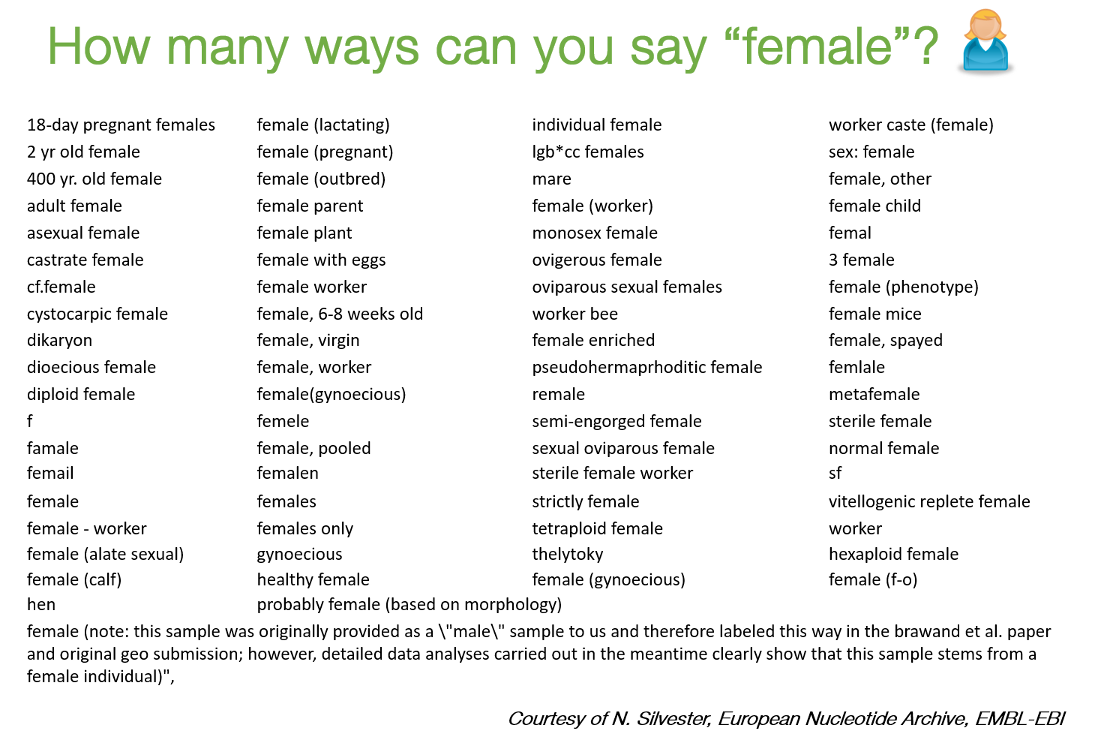 How many ways can you say “female”?
18-day pregnant females
2 yr old female
400 yr. old female
adult female
asexual female
castrate female
cf.female
cystocarpic female
dikaryon
dioecious female
diploid female
f
famale
femail
female
female - worker
female (alate sexual)
female (calf)
hen
female (lactating)
female (pregnant)
female (outbred)
female parent
female plant
female with eggs
female worker
female, 6-8 weeks old
female, virgin
female, worker
female(gynoecious)
femele
female, pooled
femalen
females
females only
gynoecious
healthy female
probably female (based on morphology)
individual female
lgb*cc females
mare
female (worker)
monosex female
ovigerous female
oviparous sexual females
worker bee
female enriched
pseudohermaprhoditic female
remale
semi-engorged female
sexual oviparous female
sterile female worker
strictly female
tetraploid female
thelytoky
female (gynoecious)
worker caste (female)
sex: female
female, other
female child
femal
3 female
female (phenotype)
female mice
female, spayed
femlale
metafemale
sterile female
normal female
sf
vitellogenic replete female
worker
hexaploid female
female (f-o)
female (note: this sample was originally provided as a \"male\" sample to us and therefore labeled this way in the brawand et al. paper
and original geo submission; however, detailed data analyses carried out in the meantime clearly show that this sample stems from a
female individual)",
Courtesy of N. Silvester, European Nucleotide Archive, EMBL-EBI